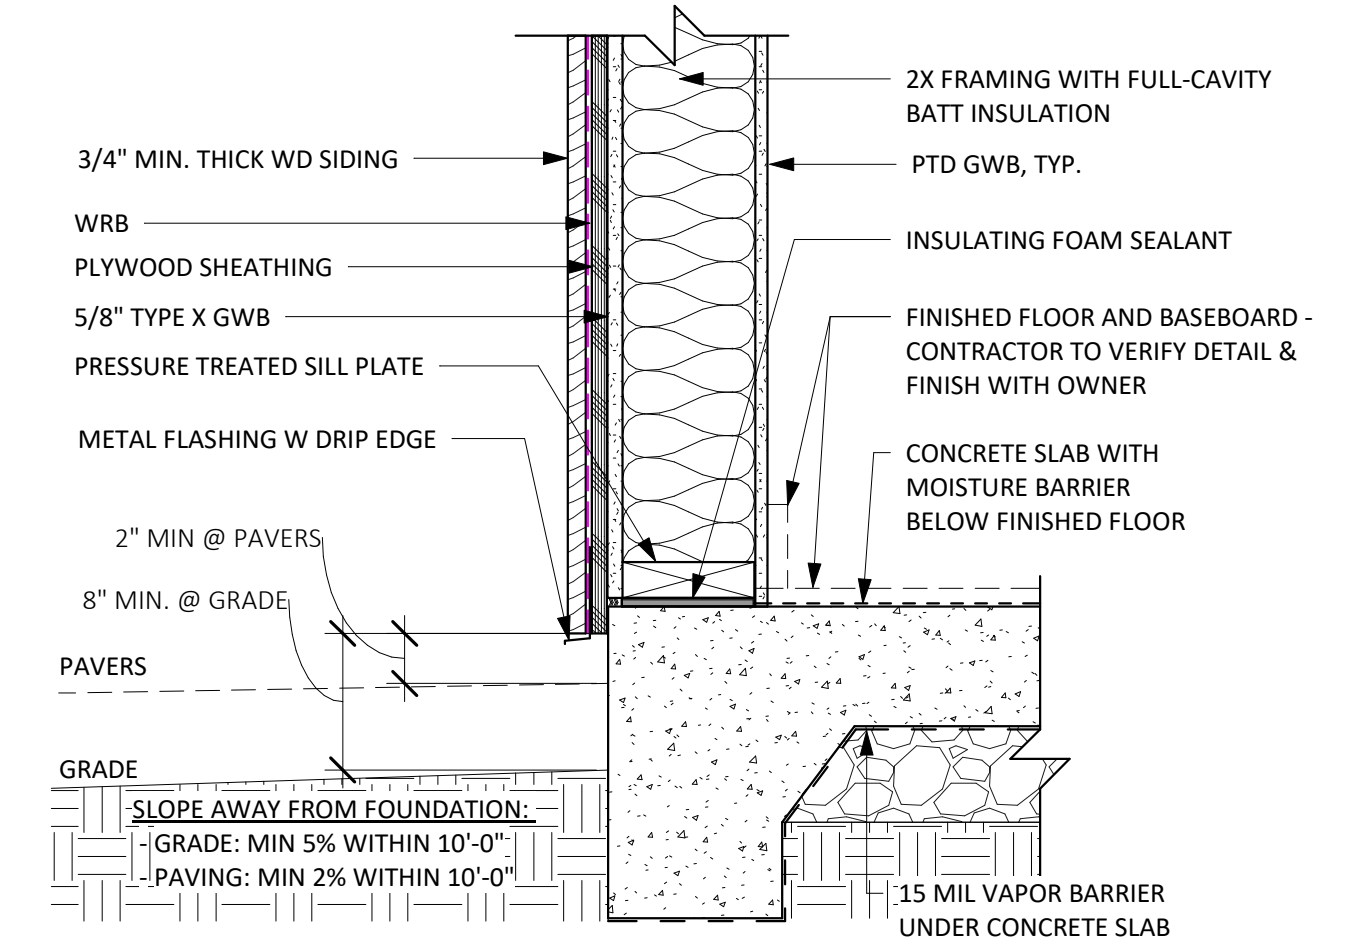 3/4" MIN. THICK WD SIDING
WRB
PLYWOOD SHEATHING
5/8" TYPE X GWB
PRESSURE TREATED SILL PLATE
METAL FLASHING W DRIP EDGE
2" MIN @ PAVERS
8" MIN. @ GRADE
PAVERS
GRADE
SLOPE AWAY FROM FOUNDATION:
- GRADE: MIN 5% WITHIN 10'-0"
- PAVING: MIN 2% WITHIN 10'-0"
2X FRAMING WITH FULL-CAVITY
BATT INSULATION
PTD GWB, TYP.
INSULATING FOAM SEALANT
FINISHED FLOOR AND BASEBOARD -
CONTRACTOR TO VERIFY DETAIL &
FINISH WITH OWNER
CONCRETE SLAB WITH
MOISTURE BARRIER
BELOW FINISHED FLOOR
15 MIL VAPOR BARRIER
UNDER CONCRETE SLAB